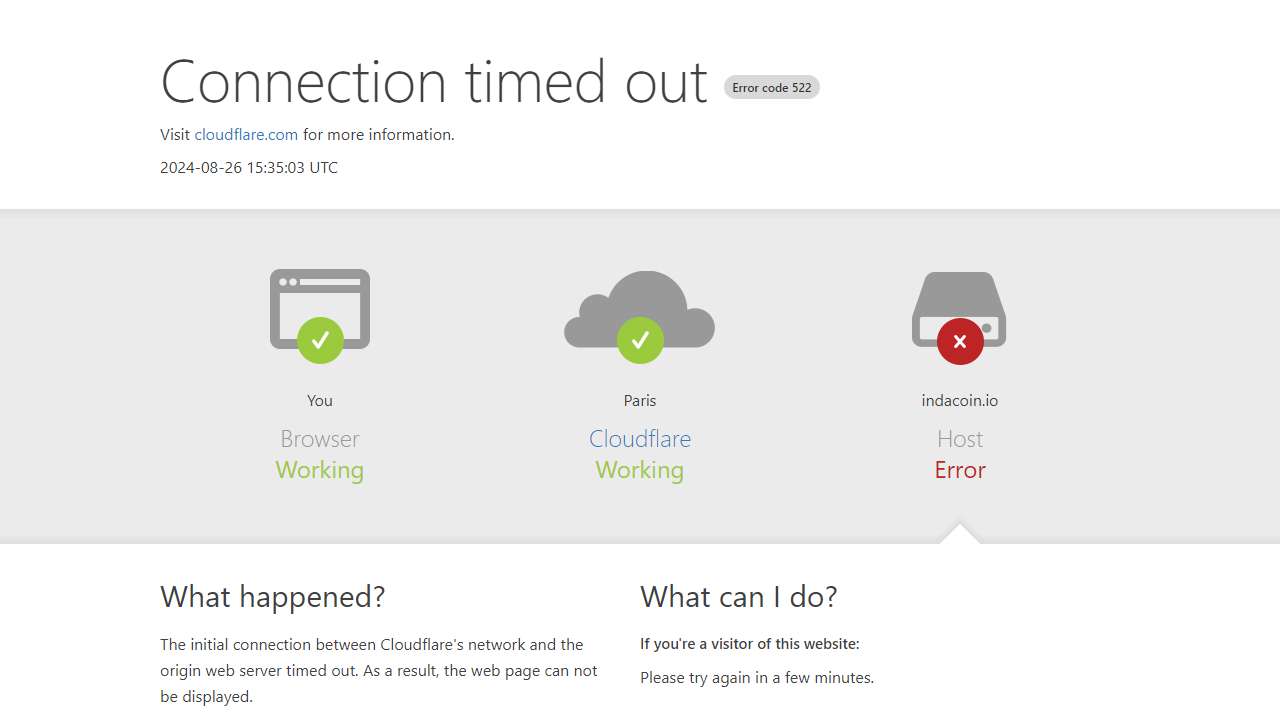 Connection timed out Error code 522
Visit cloudflare.com for more information.
2024-08-26 15:35:03 UTC
You
Browser
Working
Paris
Cloudflare
Working
indacoin.io
Host
Error
What happened?
The initial connection between Cloudflare's network and the
origin web server timed out. As a result, the web page can not
be displayed.
What can I do?
If you're a visitor of this website:
Please try again in a few minutes.